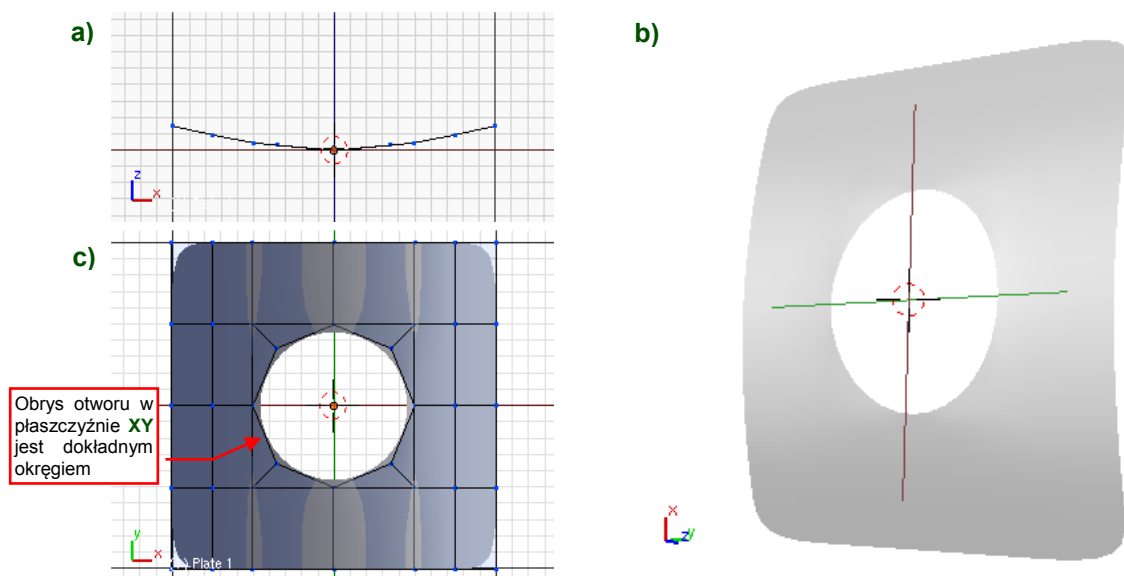 a)
z
x
c)
Obrys otworu w
płaszczyźnie XY
jest dokładnym
okręgiem
y
x
) Plate 1
b)
x
z
y